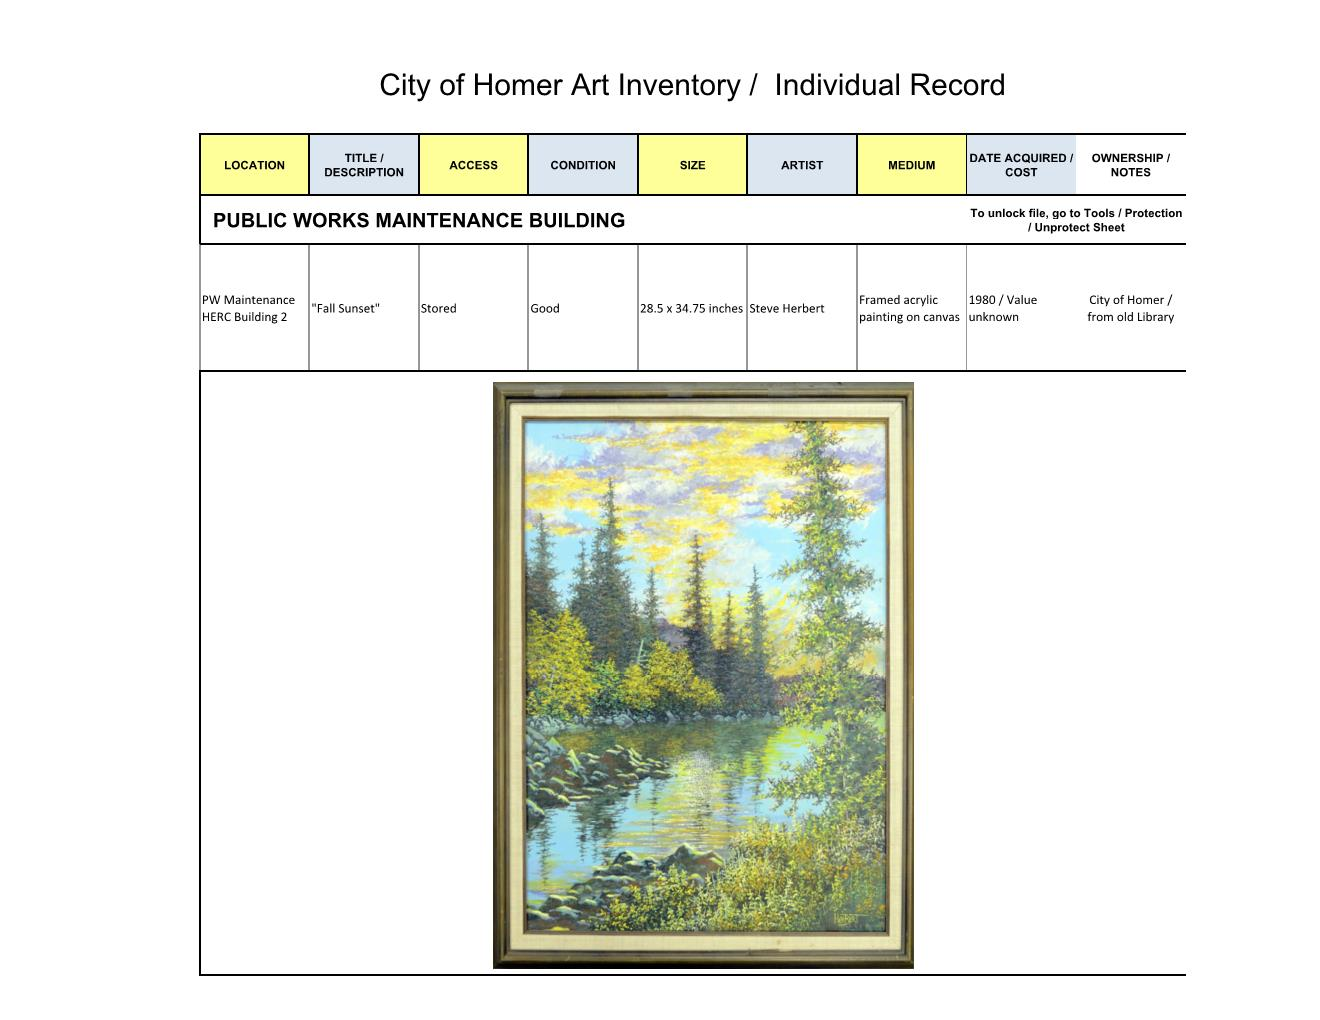 City of Homer Art Inventory /  Individual Record
LOCATION
TITLE /
DESCRIPTION
ACCESS
CONDITION
SIZE
ARTIST
MEDIUM
DATE ACQUIRED /
COST
OWNERSHIP /
NOTES
PUBLIC WORKS MAINTENANCE BUILDING
To unlock file, go to Tools / Protection
/ Unprotect Sheet
PW Maintenance
HERC Building 2
"Fall Sunset"
Stored
Good
28.5 x 34.75 inches
Steve Herbert
Framed acrylic
painting on canvas
1980 / Value
unknown
City of Homer /
from old Library